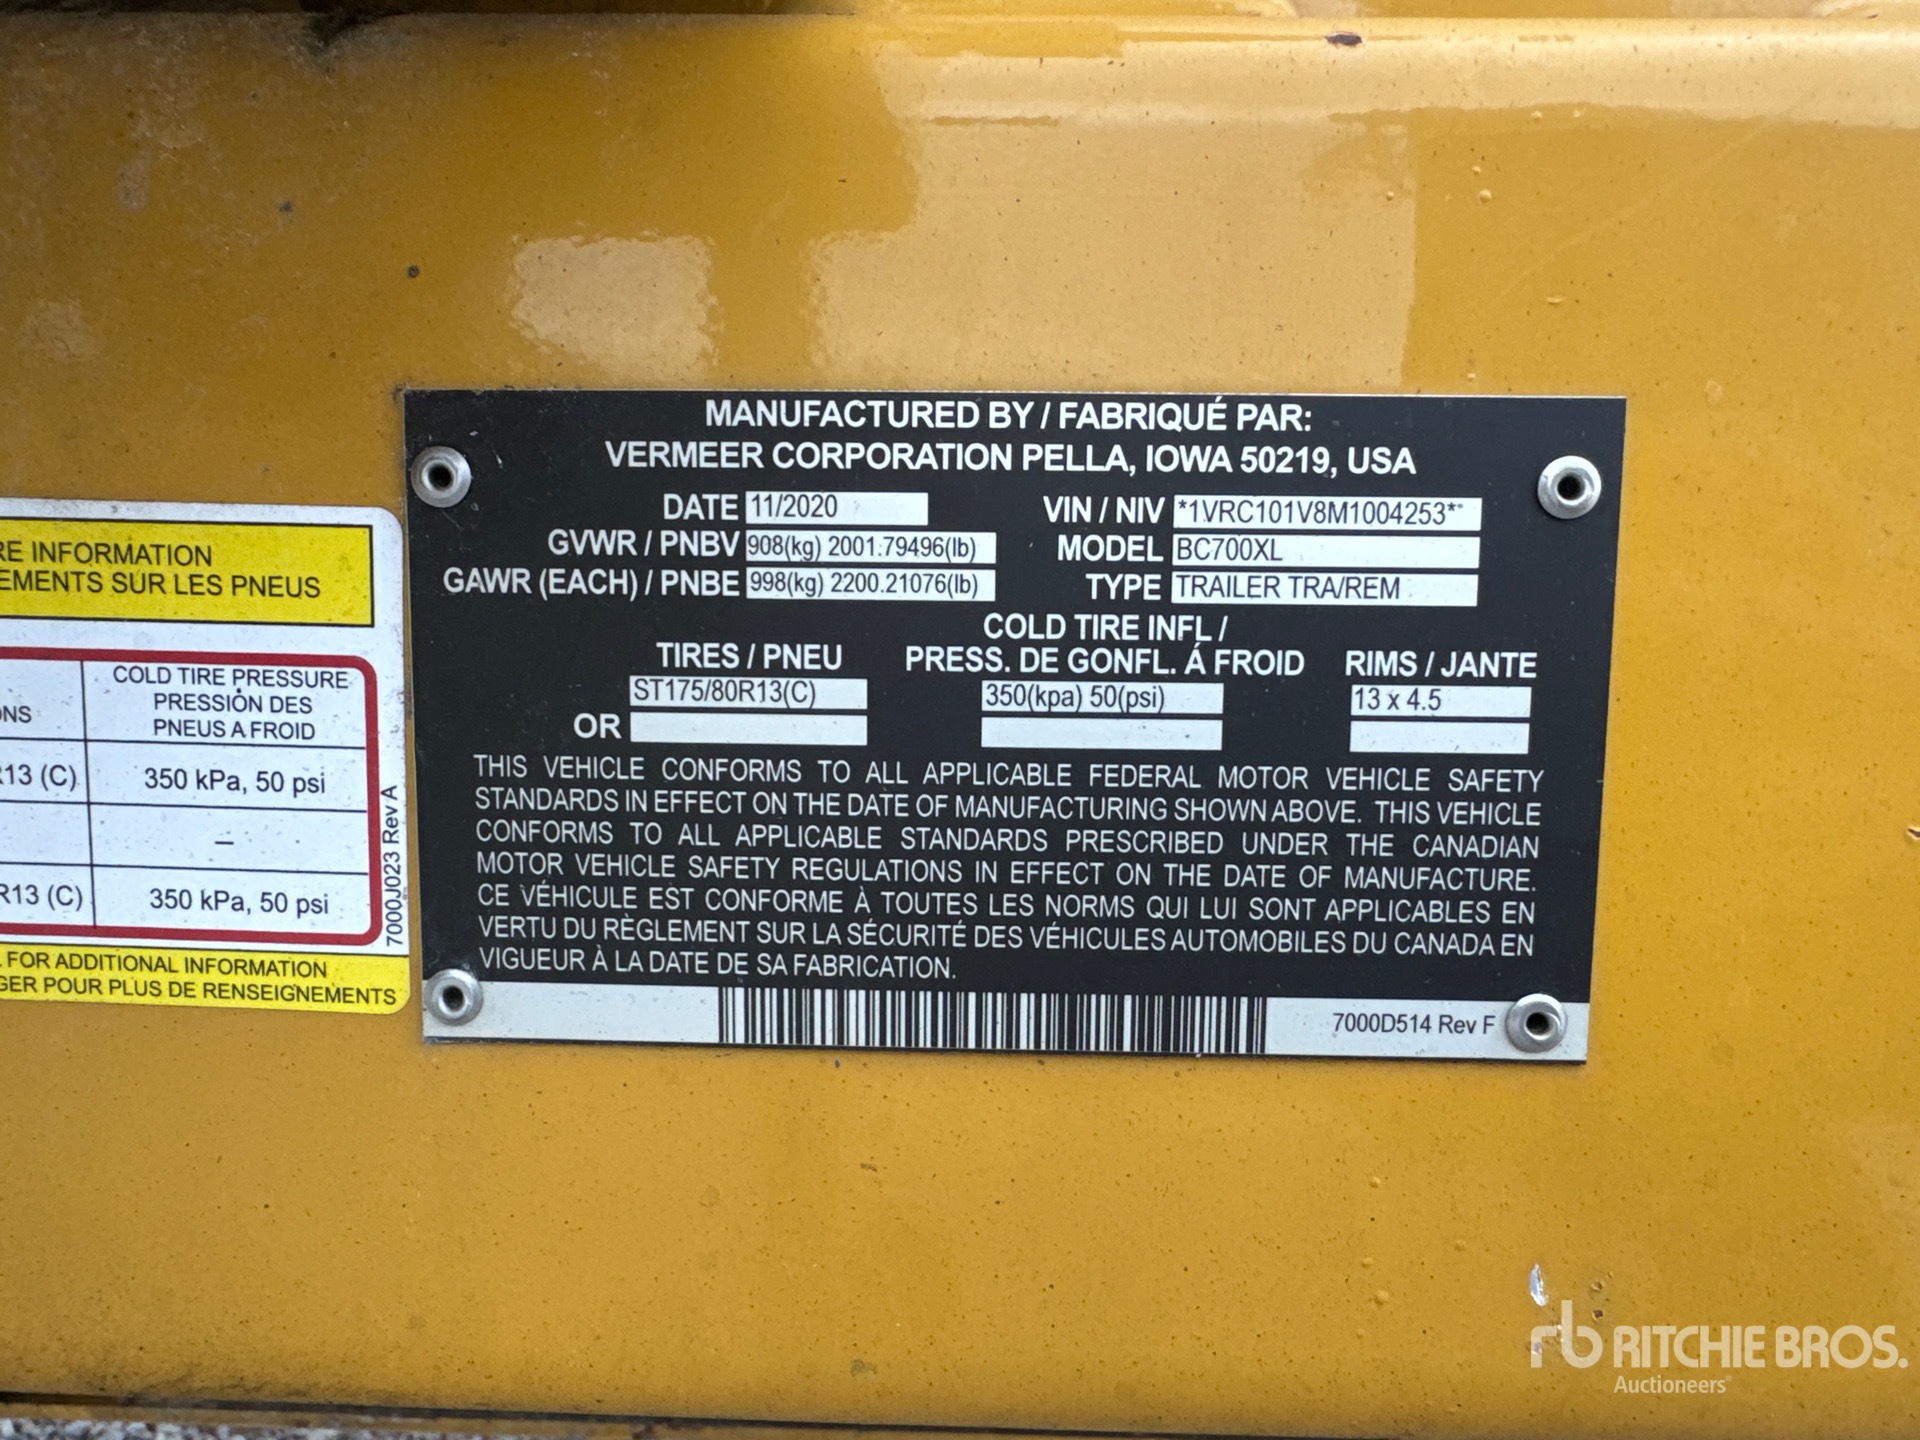 RE INFORMATION
EMENTS SUR LES PNEUS
COLD TIRE PRESSURE
PRESSION DES
PNEUS A FROID
ONS
R13 (C)
350 kPa, 50 psi
–
R13 (C)
350 kPa, 50 psi
7000J023 Rev A
FOR ADDITIONAL INFORMATION
GER POUR PLUS DE RENSEIGNEMENTS
MANUFACTURED BY / FABRIQUÉ PAR:
VERMEER CORPORATION PELLA, IOWA 50219, USA
DATE 11/2020 VIN / NIV *1VRC101V8M1004253*
GVWR / PNBV 908(kg) 2001.79496(lb) MODEL BC700XL
GAWR (EACH) / PNBE 998(kg) 2200.21076(lb) TYPE TRAILER TRA/REM
COLD TIRE INFL /
TIRES / PNEU PRESS. DE GONFL. Á FROID RIMS / JANTE
ST175/80R13(C) 350(kpa) 50(psi) 13 x 4.5
OR
THIS VEHICLE CONFORMS TO ALL APPLICABLE FEDERAL MOTOR VEHICLE SAFETY
STANDARDS IN EFFECT ON THE DATE OF MANUFACTURING SHOWN ABOVE. THIS VEHICLE
CONFORMS TO ALL APPLICABLE STANDARDS PRESCRIBED UNDER THE CANADIAN
MOTOR VEHICLE SAFETY REGULATIONS IN EFFECT ON THE DATE OF MANUFACTURE.
CE VÉHICULE EST CONFORME À TOUTES LES NORMS QUI LUI SONT APPLICABLES EN
VERTU DU RÈGLEMENT SUR LA SÉCURITÉ DES VÉHICULES AUTOMOBILES DU CANADA EN
VIGUEUR À LA DATE DE SA FABRICATION.
7000D514 Rev F
rb RITCHIE BROS.
Auctioneers